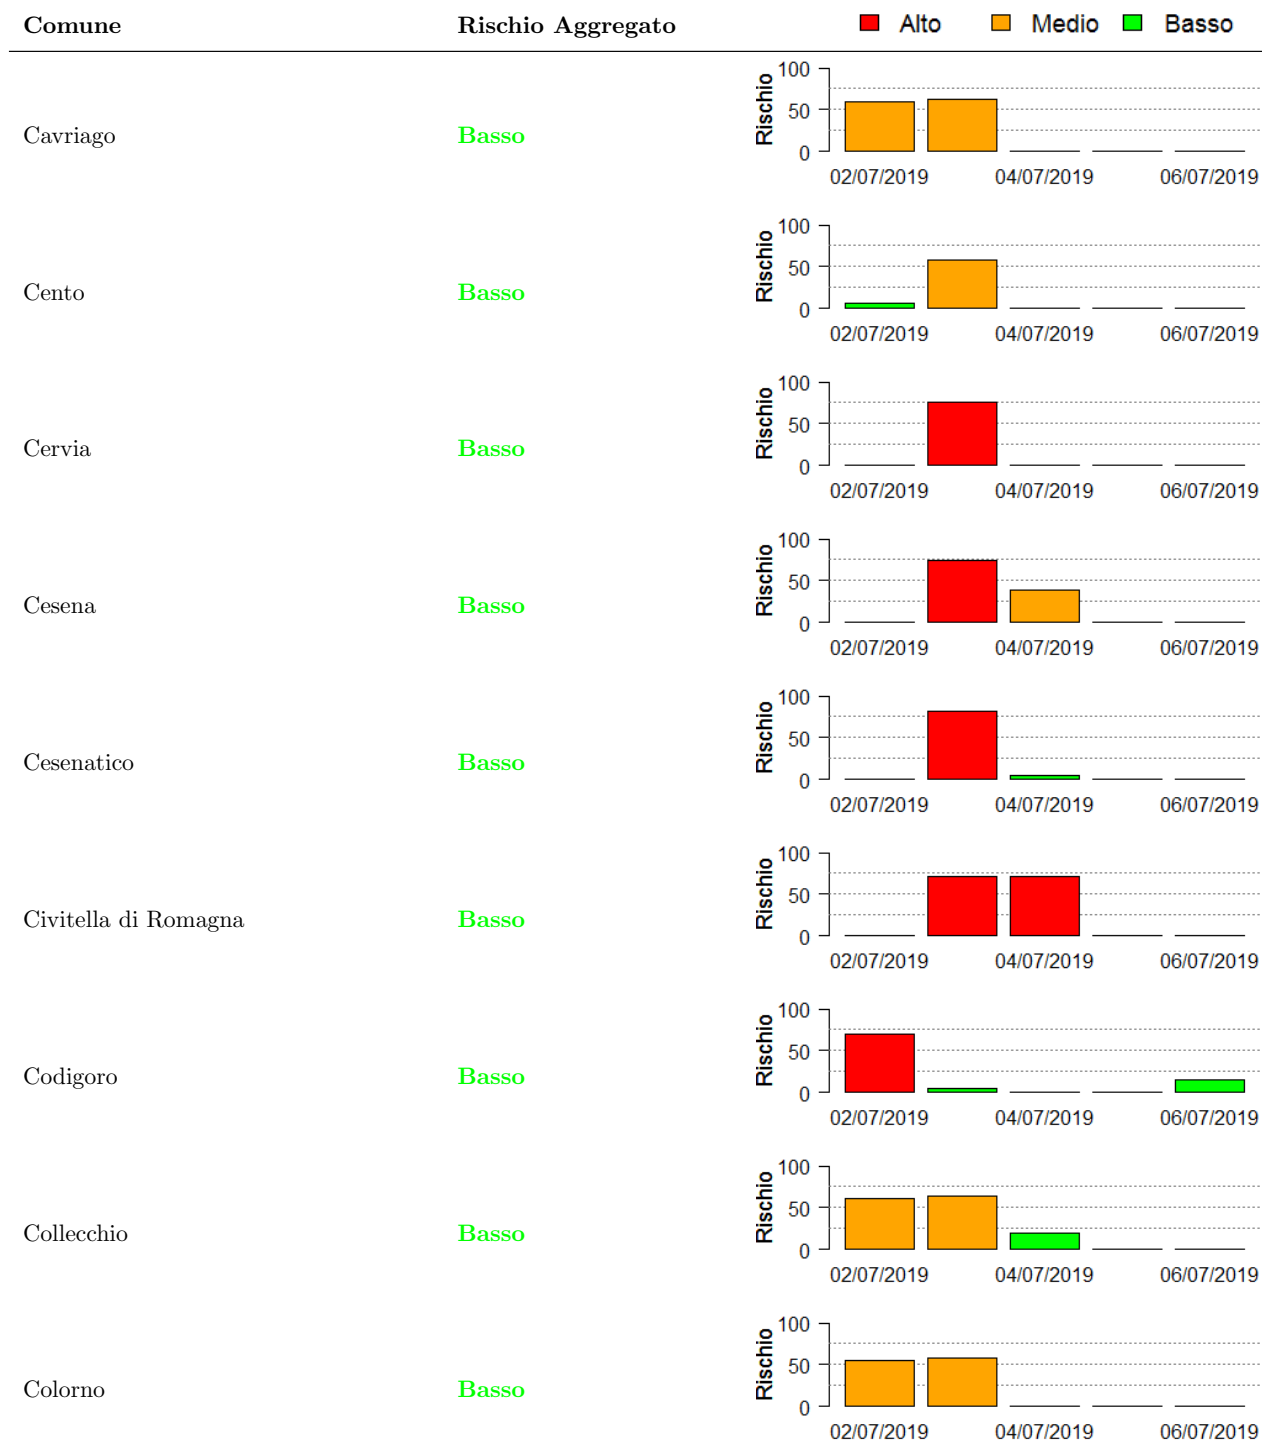 Comune Rischio Aggregato Alto Medio Basso
100
50
0
Rischio
Cavriago Basso
02/07/2019 04/07/2019 06/07/2019
100
50
0
Rischio
Cento Basso
02/07/2019 04/07/2019 06/07/2019
100
50
0
Rischio
Cervia Basso
02/07/2019 04/07/2019 06/07/2019
100
50
0
Rischio
Cesena Basso
02/07/2019 04/07/2019 06/07/2019
100
50
0
Rischio
Cesenatico Basso
02/07/2019 04/07/2019 06/07/2019
100
50
0
Rischio
Civitella di Romagna Basso
02/07/2019 04/07/2019 06/07/2019
100
50
0
Rischio
Codigoro Basso
02/07/2019 04/07/2019 06/07/2019
100
50
0
Rischio
Collecchio Basso
02/07/2019 04/07/2019 06/07/2019
100
50
0
Rischio
Colorno Basso
02/07/2019 04/07/2019 06/07/2019